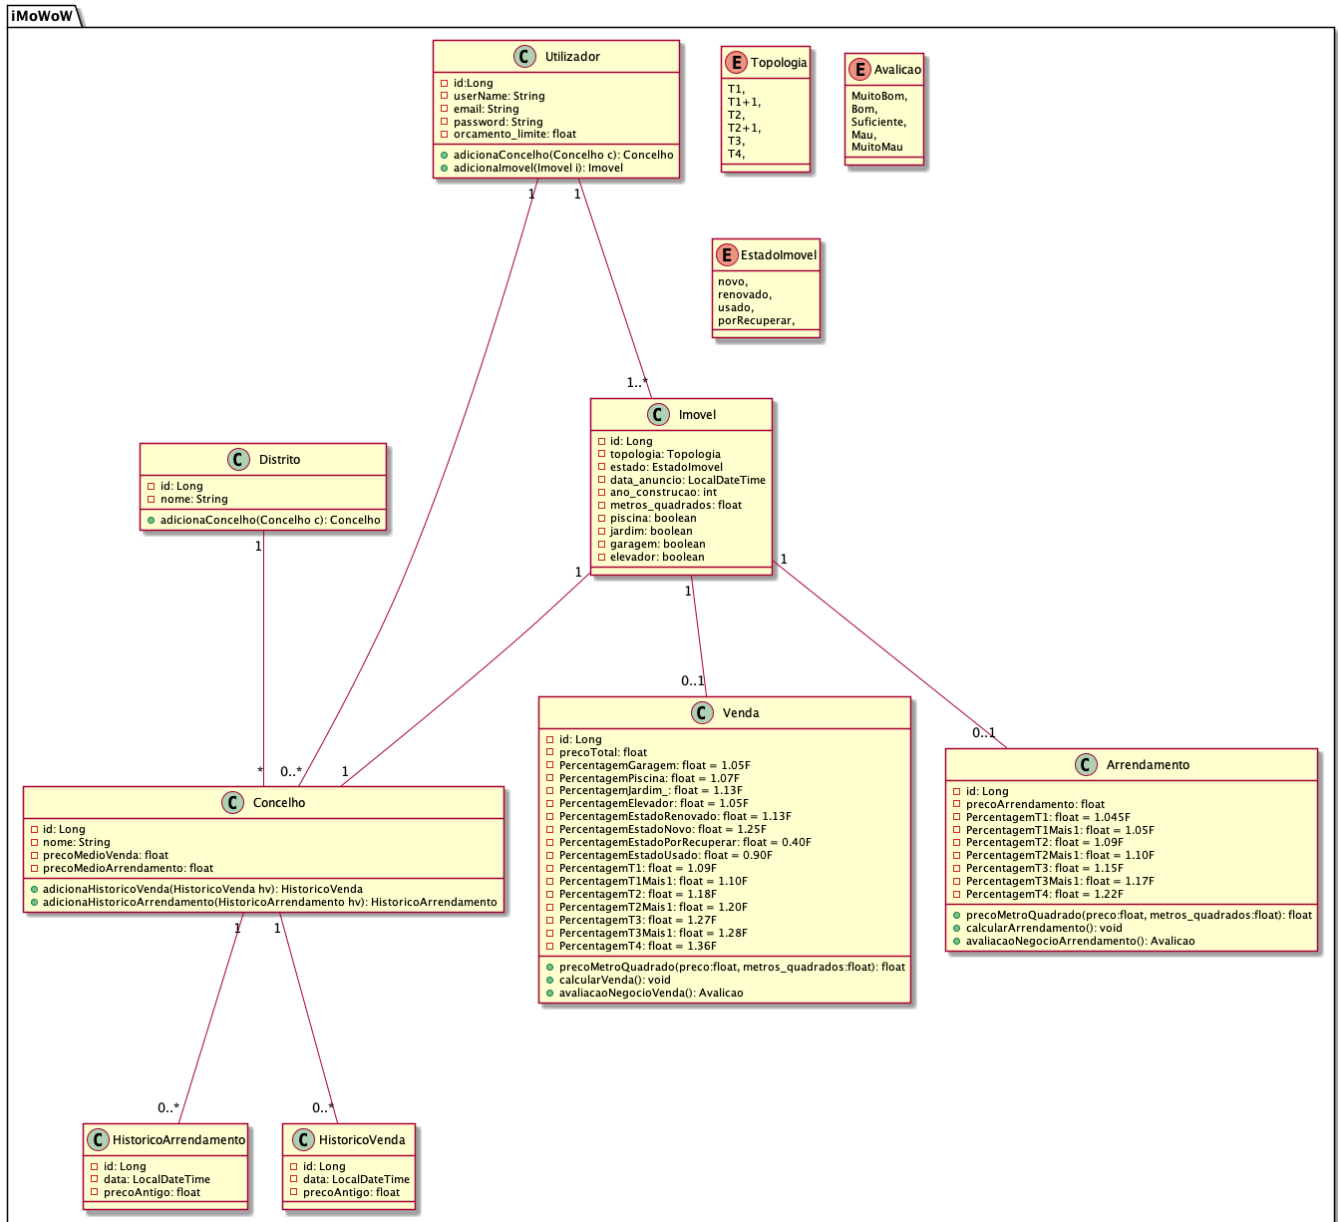 iMoWoW
C Utilizador
id:Long
userName: String
email: String
password: String
orcamento_limite: float
adicionaConcelho(Concelho c): Concelho
adicionaImovel(Imovel i): Imovel
E Topologia
T1,
T1+1,
T2,
T2+1,
T3,
T4,
E Avalicao
MuitoBom,
Bom,
Suficiente,
Mau,
MuitoMau
1
1
E EstadoImovel
novo,
renovado,
usado,
porRecuperar,
1..*
C Imovel
id: Long
topologia: Topologia
estado: EstadoImovel
data_anuncio: LocalDateTime
ano_construcao: int
metros_quadrados: float
piscina: boolean
jardim: boolean
garagem: boolean
elevador: boolean
C Distrito
id: Long
nome: String
adicionaConcelho(Concelho c): Concelho
1
1
1
1
0..1
0..1
*
0..*
1
C Venda
id: Long
precoTotal: float
PercentagemGaragem: float = 1.05F
PercentagemPiscina: float = 1.07F
PercentagemJardim_: float = 1.13F
PercentagemElevador: float = 1.05F
PercentagemEstadoRenovado: float = 1.13F
PercentagemEstadoNovo: float = 1.25F
PercentagemEstadoPorRecuperar: float = 0.40F
PercentagemEstadoUsado: float = 0.90F
PercentagemT1: float = 1.09F
PercentagemT1Mais1: float = 1.10F
PercentagemT2: float = 1.18F
PercentagemT2Mais1: float = 1.20F
PercentagemT3: float = 1.27F
PercentagemT3Mais1: float = 1.28F
PercentagemT4: float = 1.36F
precoMetroQuadrado(preco:float, metros_quadrados:float): float
calcularVenda(): void
avaliacaoNegocioVenda(): Avalicao
C Arrendamento
id: Long
precoArrendamento: float
PercentagemT1: float = 1.045F
PercentagemT1Mais1: float = 1.05F
PercentagemT2: float = 1.09F
PercentagemT2Mais1: float = 1.10F
PercentagemT3: float = 1.15F
PercentagemT3Mais1: float = 1.17F
PercentagemT4: float = 1.22F
precoMetroQuadrado(preco:float, metros_quadrados:float): float
calcularArrendamento(): void
avaliacaoNegocioArrendamento(): Avalicao
C Concelho
id: Long
nome: String
precoMedioVenda: float
precoMedioArrendamento: float
adicionaHistoricoVenda(HistoricoVenda hv): HistoricoVenda
adicionaHistoricoArrendamento(HistoricoArrendamento hv): HistoricoArrendamento
1
1
0..*
0..*
C HistoricoArrendamento
id: Long
data: LocalDateTime
precoAntigo: float
C HistoricoVenda
id: Long
data: LocalDateTime
precoAntigo: float